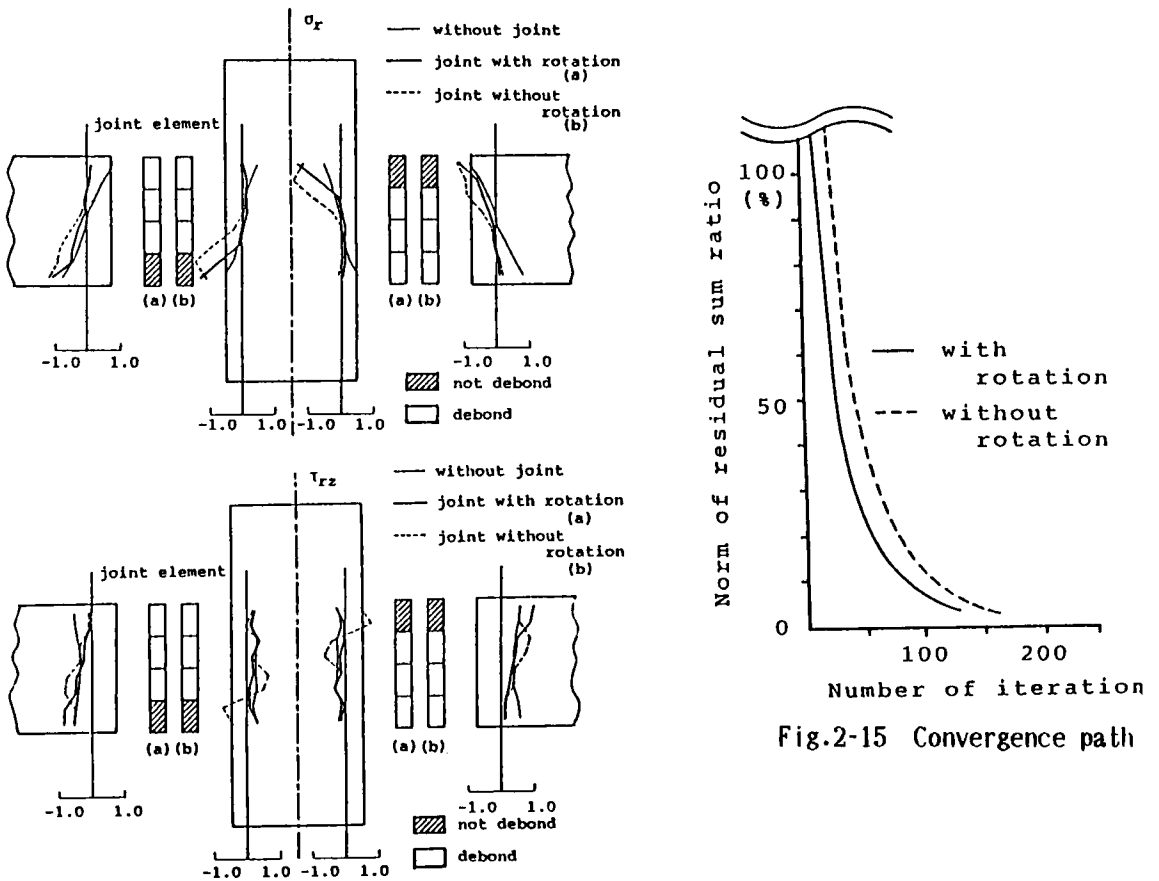 σr
without joint
joint with rotation
(a)
joint without
rotation
(b)
joint element
(a) (b)
(a) (b)
-1.0 1.0
-1.0 1.0
not debond
debond
-1.0 1.0 -1.0 1.0
τrz
without joint
joint with rotation
(a)
joint without
rotation
(b)
joint element
(a) (b)
(a) (b)
-1.0 1.0
-1.0 1.0
not debond
debond
-1.0 1.0 -1.0 1.0
Norm of residual sum ratio
100
(%)
50
0
with
rotation
without
rotation
100 200
Number of iteration
Fig.2-15 Convergence path